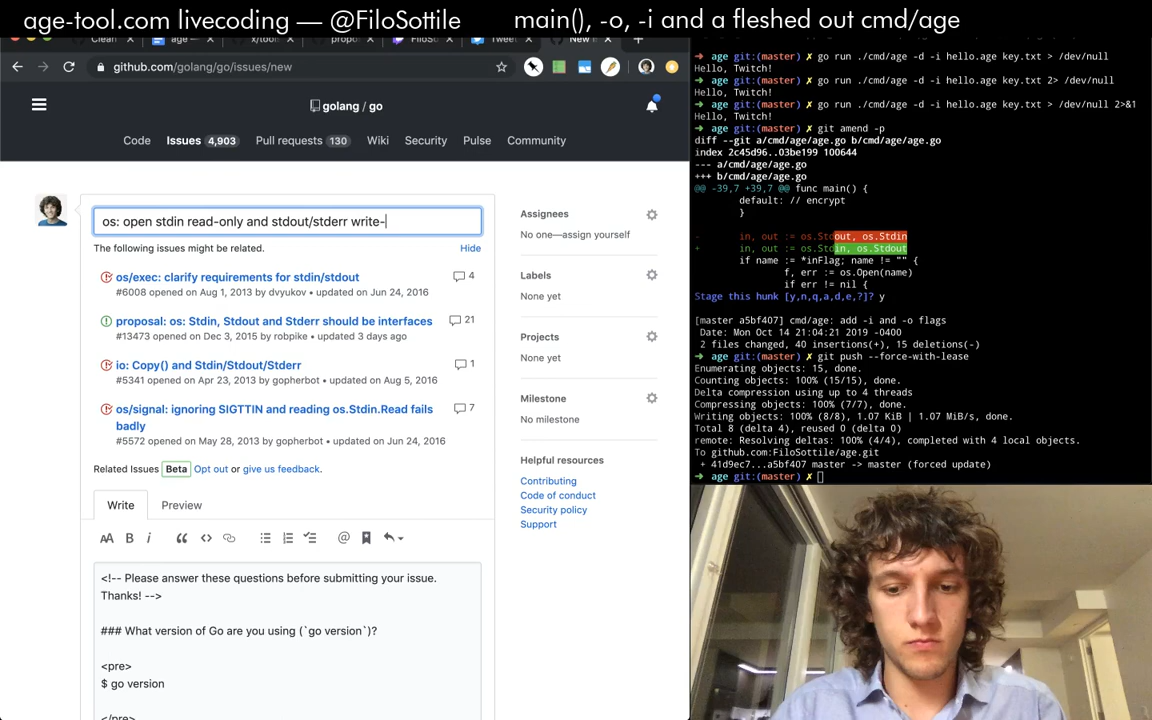 age-tool.com livecoding — @FiloSottile
main(), -o, -i and a fleshed out cmd/age
Clean
age —
x/too
propo
FiloS
Tweet
New I
github.com/golang/go/issues/new
golang / go
Code Issues 4,903 Pull requests 130 Wiki Security Pulse Community
os: open stdin read-only and stdout/stderr write-
The following issues might be related. Hide
os/exec: clarify requirements for stdin/stdout 4
#6008 opened on Aug 1, 2013 by dvyukov • updated on Jun 24, 2016
proposal: os: Stdin, Stdout and Stderr should be interfaces 21
#13473 opened on Dec 3, 2015 by robpike • updated 3 days ago
io: Copy() and Stdin/Stdout/Stderr 1
#5341 opened on Apr 23, 2013 by gopherbot • updated on Aug 5, 2016
os/signal: ignoring SIGTTIN and reading os.Stdin.Read fails 7
badly
#5572 opened on May 28, 2013 by gopherbot • updated on Jun 24, 2016
Related Issues Beta Opt out or give us feedback.
Write Preview
AA B i
<!-- Please answer these questions before submitting your issue.
Thanks! -->
### What version of Go are you using (`go version`)?
<pre>
$ go version
</pre>
Assignees
No one—assign yourself
Labels
None yet
Projects
None yet
Milestone
No milestone
Helpful resources
Contributing
Code of conduct
Security policy
Support
➜ age git:(master) ✗ go run ./cmd/age -d -i hello.age key.txt > /dev/null
Hello, Twitch!
➜ age git:(master) ✗ go run ./cmd/age -d -i hello.age key.txt 2> /dev/null
Hello, Twitch!
➜ age git:(master) ✗ go run ./cmd/age -d -i hello.age key.txt > /dev/null 2>&1
Hello, Twitch!
➜ age git:(master) ✗ git amend -p
diff --git a/cmd/age/age.go b/cmd/age/age.go
index 2c45d96..03be199 100644
--- a/cmd/age/age.go
+++ b/cmd/age/age.go
@@ -39,7 +39,7 @@ func main() {
default: // encrypt
}
- in, out := os.Stdout, os.Stdin
+ in, out := os.Stdin, os.Stdout
if name := *inFlag; name != "" {
f, err := os.Open(name)
if err != nil {
Stage this hunk [y,n,q,a,d,e,?]? y
[master a5bf407] cmd/age: add -i and -o flags
Date: Mon Oct 14 21:04:21 2019 -0400
2 files changed, 40 insertions(+), 15 deletions(-)
➜ age git:(master) ✗ git push --force-with-lease
Enumerating objects: 15, done.
Counting objects: 100% (15/15), done.
Delta compression using up to 4 threads
Compressing objects: 100% (7/7), done.
Writing objects: 100% (8/8), 1.07 KiB | 1.07 MiB/s, done.
Total 8 (delta 4), reused 0 (delta 0)
remote: Resolving deltas: 100% (4/4), completed with 4 local objects.
To github.com:FiloSottile/age.git
+ 41d9ec7...a5bf407 master -> master (forced update)
➜ age git:(master) ✗